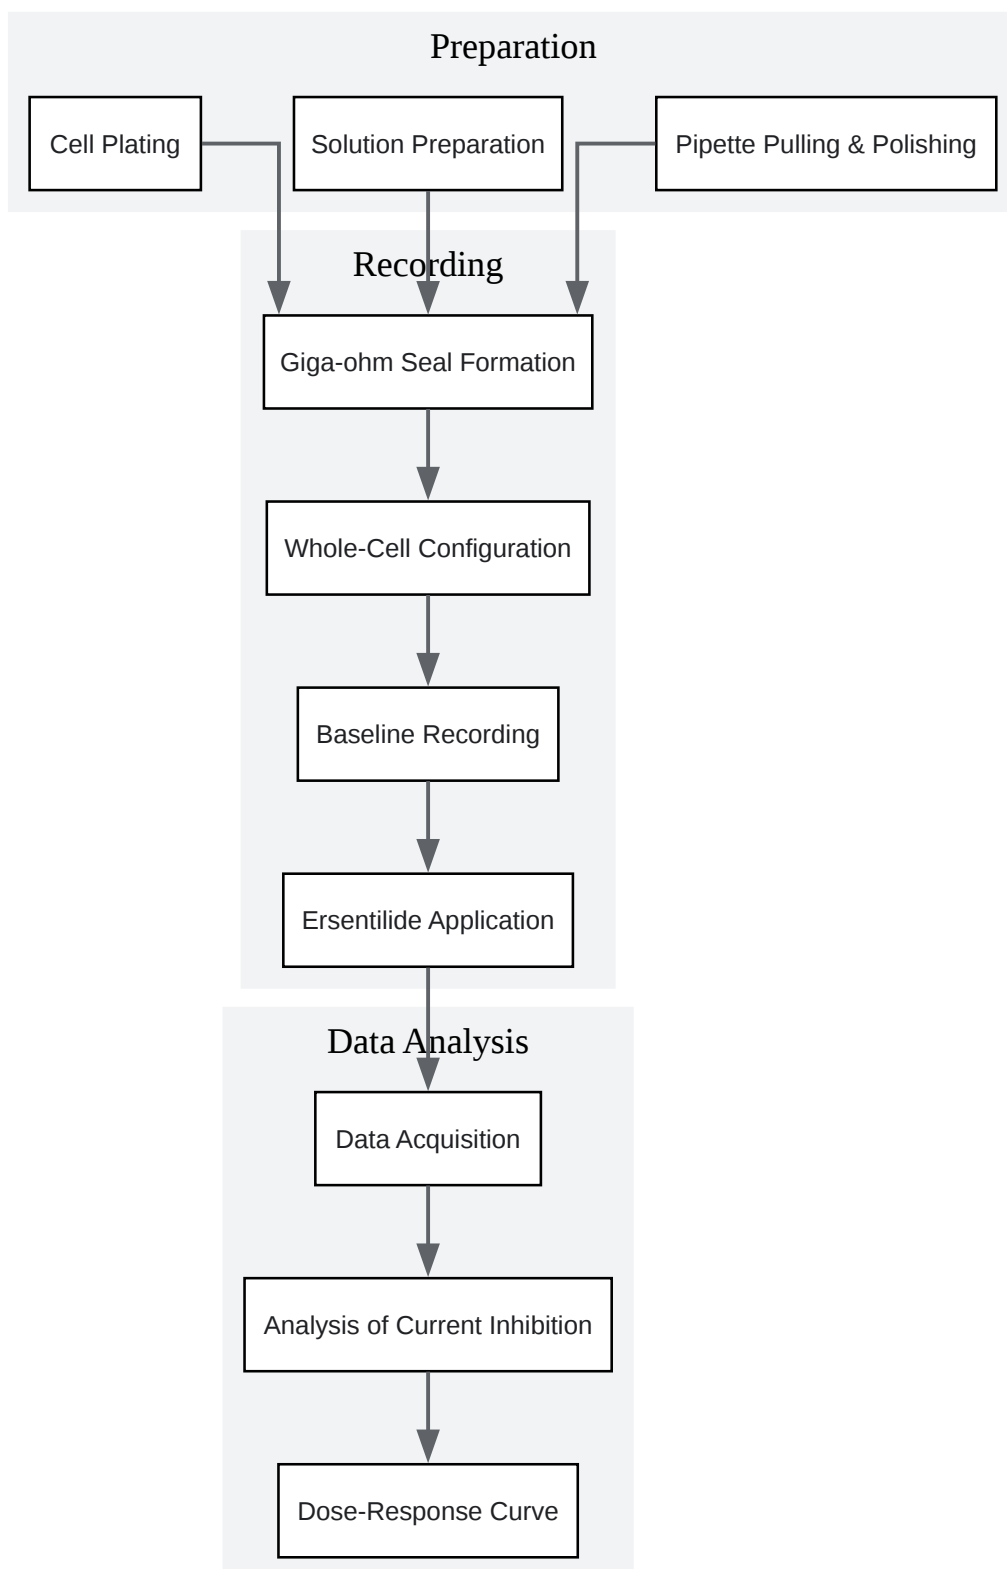 Preparation
Cell Plating
Solution Preparation
Pipette Pulling & Polishing
Recording
Giga-ohm Seal Formation
Whole-Cell Configuration
Baseline Recording
Ersentilide Application
Data Analysis
Data Acquisition
Analysis of Current Inhibition
Dose-Response Curve